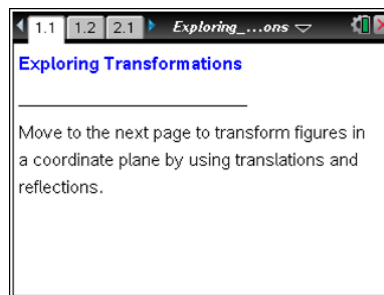 1.1 1.2 2.1 Exploring_...ons
Exploring Transformations
Move to the next page to transform figures in
a coordinate plane by using translations and
reflections.